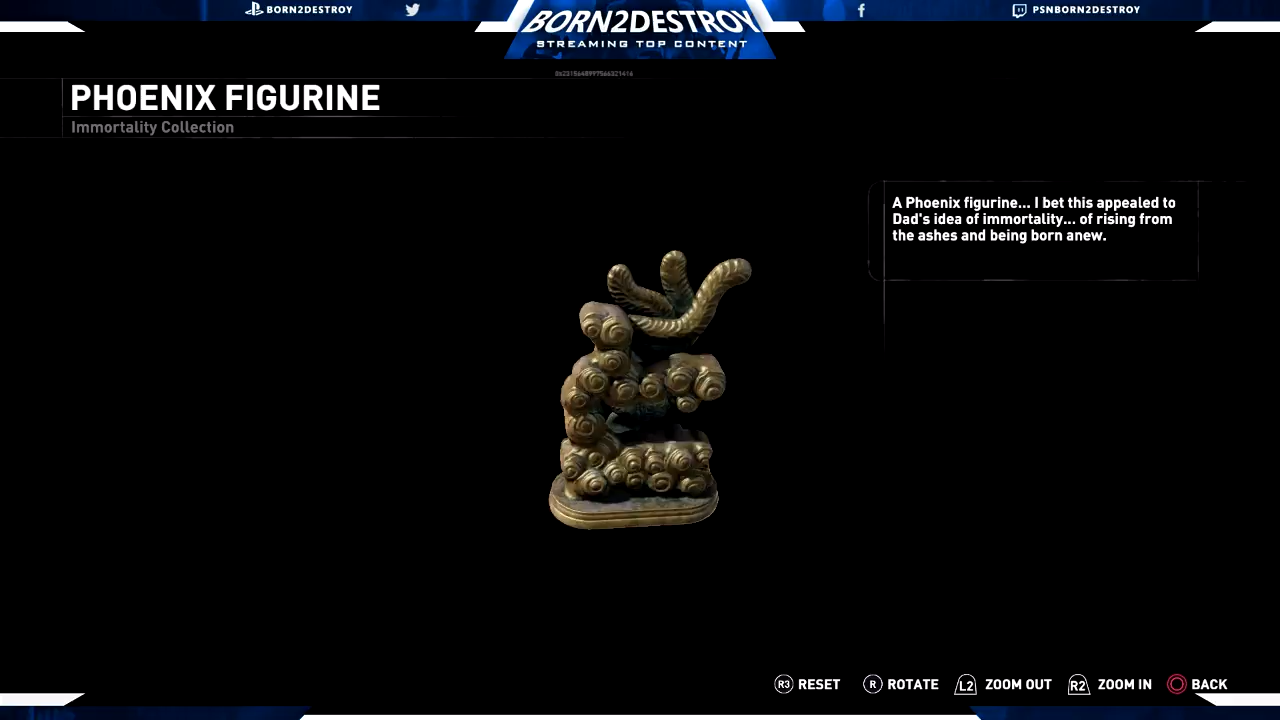 BORN2DESTROY
BORN2DESTROY
STREAMING TOP CONTENT
PSNBORN2DESTROY
PHOENIX FIGURINE
Immortality Collection
A Phoenix figurine... I bet this appealed to
Dad's idea of immortality... of rising from
the ashes and being born anew.
R3 RESET
R ROTATE
L2 ZOOM OUT
R2 ZOOM IN
BACK